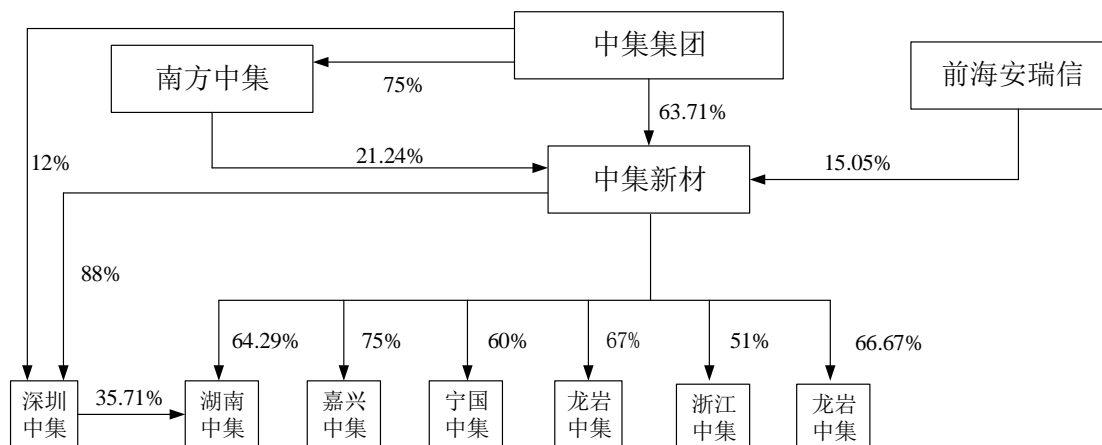 中集集团
南方中集
前海安瑞信
75%
63.71%
12%
21.24%
15.05%
中集新材
88%
64.29%
75%
60%
67%
51%
66.67%
35.71%
深圳
中集
湖南
中集
嘉兴
中集
宁国
中集
龙岩
中集
浙江
中集
龙岩
中集